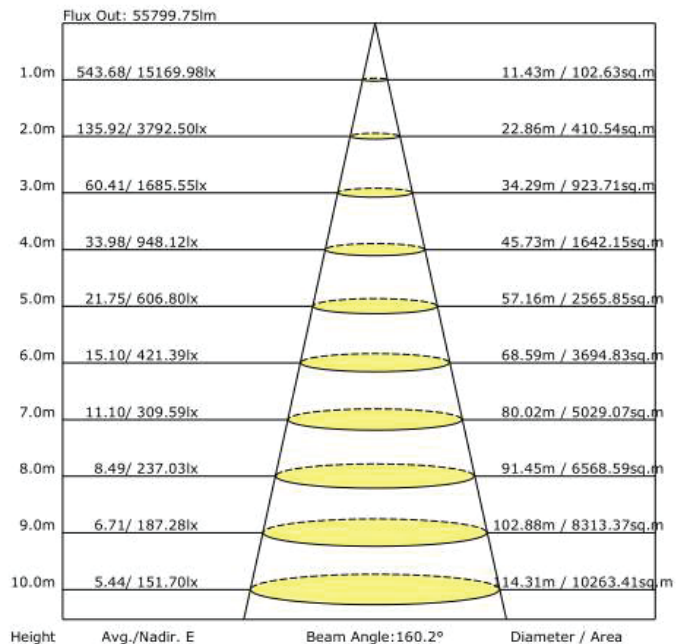 Flux Out: 55799.75lm
1.0m 543.68/ 15169.98lx 11.43m / 102.63sq.m
2.0m 135.92/ 3792.50lx 22.86m / 410.54sq.m
3.0m 60.41/ 1685.55lx 34.29m / 923.71sq.m
4.0m 33.98/ 948.12lx 45.73m / 1642.15sq.m
5.0m 21.75/ 606.80lx 57.16m / 2565.85sq.m
6.0m 15.10/ 421.39lx 68.59m / 3694.83sq.m
7.0m 11.10/ 309.59lx 80.02m / 5029.07sq.m
8.0m 8.49/ 237.03lx 91.45m / 6568.59sq.m
9.0m 6.71/ 187.28lx 102.88m / 8313.37sq.m
10.0m 5.44/ 151.70lx 114.31m / 10263.41sq.m
Height Avg./Nadir. E Beam Angle:160.2° Diameter / Area